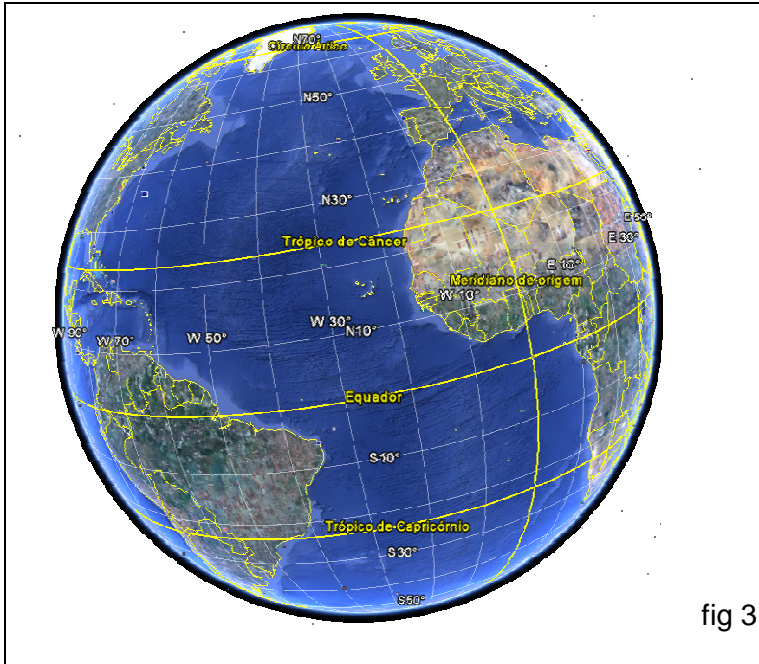 N70°
Círculo Ártico
N50°
N30°
E 50°
E 30°
Trópico de Câncer
E 10°
Meridiano de origem
W 10°
W 30°
N10°
W 90°
W 70°
W 50°
Equador
S10°
Trópico de Capricórnio
S30°
S50°
fig 3